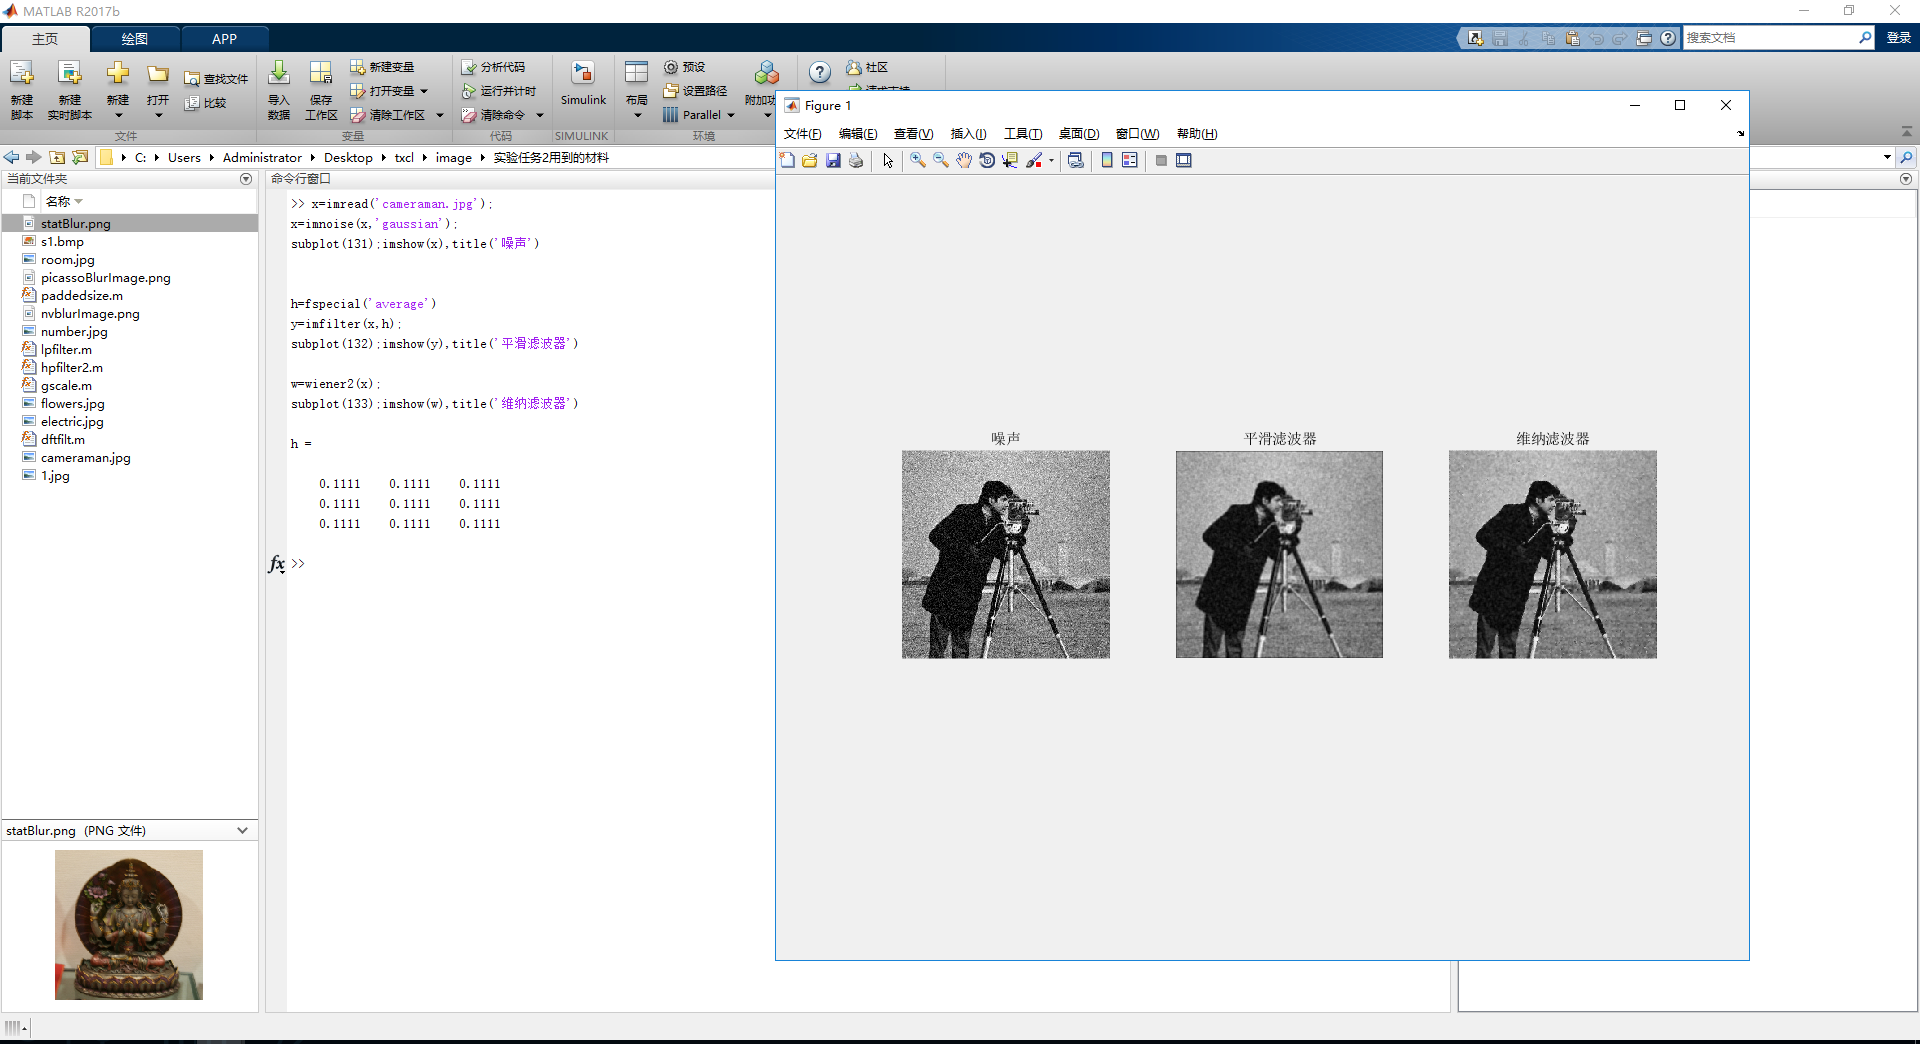 MATLAB R2017b
主页
绘图
APP
搜索文档
登录
新建
脚本
新建
实时脚本
新建
打开
查找文件
比较
文件
导入
数据
保存
工作区
新建变量
打开变量
清除工作区
变量
分析代码
运行并计时
清除命令
代码
Simulink
SIMULINK
布局
预设
设置路径
Parallel
环境
附加功
社区
C: Users Administrator Desktop txcl image 实验任务2用到的材料
当前文件夹
名称
statBlur.png
s1.bmp
room.jpg
picassoBlurImage.png
paddedsize.m
nvblurImage.png
number.jpg
lpfilter.m
hpfilter2.m
gscale.m
flowers.jpg
electric.jpg
dftfilt.m
cameraman.jpg
1.jpg
statBlur.png (PNG 文件)
命令行窗口
>> x=imread('cameraman.jpg');
x=imnoise(x,'gaussian');
subplot(131);imshow(x),title('噪声')
h=fspecial('average')
y=imfilter(x,h);
subplot(132);imshow(y),title('平滑滤波器')
w=wiener2(x);
subplot(133);imshow(w),title('维纳滤波器')
h =
0.1111 0.1111 0.1111
0.1111 0.1111 0.1111
0.1111 0.1111 0.1111
fx >>
Figure 1
文件(F) 编辑(E) 查看(V) 插入(I) 工具(T) 桌面(D) 窗口(W) 帮助(H)
噪声
平滑滤波器
维纳滤波器